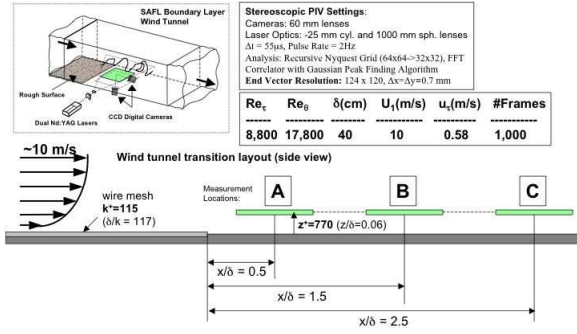 SAFL Boundary Layer
Wind Tunnel
Rough Surface
CCD Digital Cameras
Dual Nd:YAG Lasers
Stereoscopic PIV Settings:
Cameras: 60 mm lenses
Laser Optics: -25 mm cyl. and 1000 mm sph. lenses
Δt = 55μs, Pulse Rate = 2Hz
Analysis: Recursive Nyquest Grid (64x64->32x32), FFT
Correlator with Gaussian Peak Finding Algorithm
End Vector Resolution: 124 x 120, Δx=Δy=0.7 mm
Reτ Reθ δ(cm) U₁(m/s) uτ(m/s) #Frames
------ ------ ------ ------ ------ ------
8,800 17,800 40 10 0.58 1,000
~10 m/s
Wind tunnel transition layout (side view)
wire mesh
k⁺=115
(δ/k = 117)
Measurement
Locations:
A
B
C
z⁺=770 (z/δ=0.06)
x/δ = 0.5
x/δ = 1.5
x/δ = 2.5